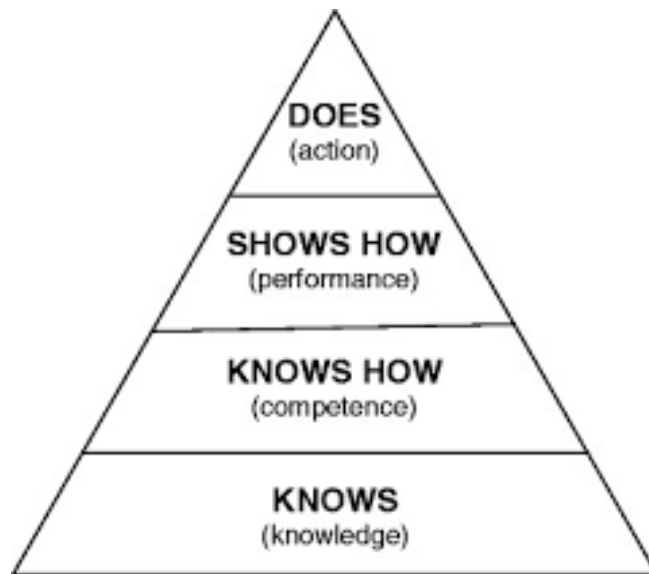 DOES
(action)
SHOWS HOW
(performance)
KNOWS HOW
(competence)
KNOWS
(knowledge)